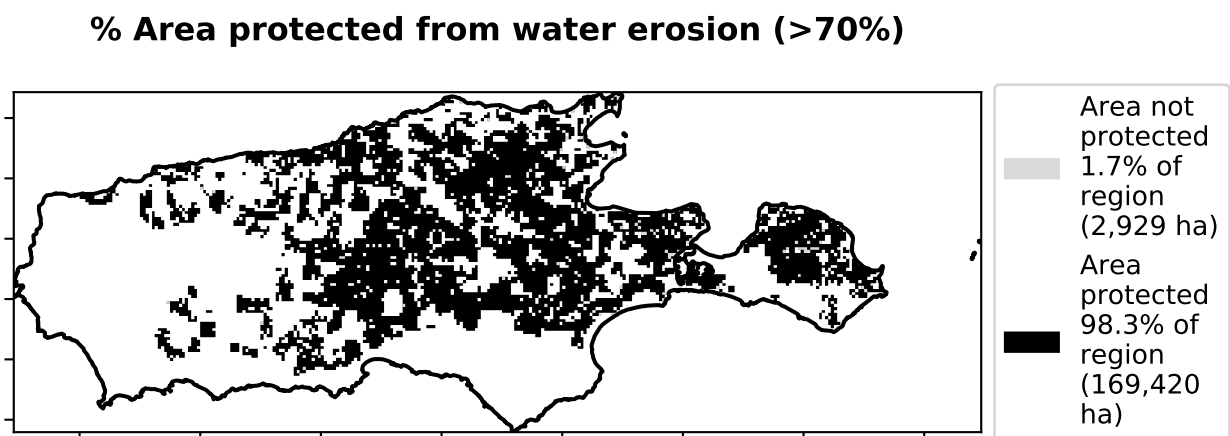 % Area protected from water erosion (>70%)
Area not
protected
1.7% of
region
(2,929 ha)
Area
protected
98.3% of
region
(169,420
ha)